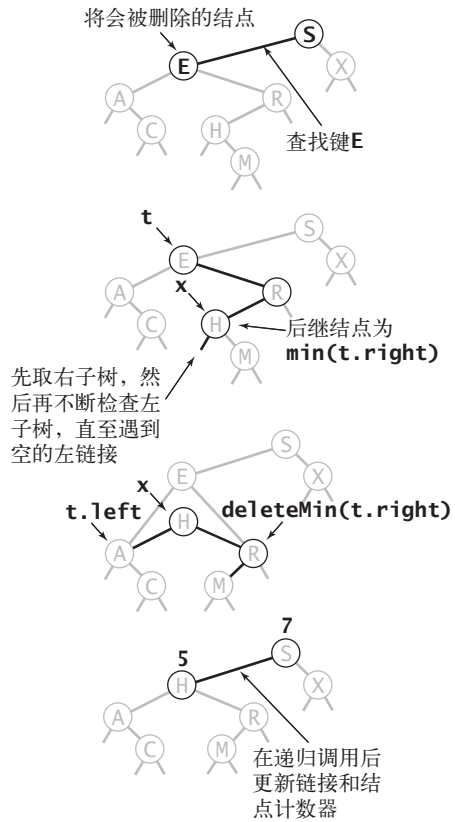 将会被删除的结点
S
E
X
A
R
C
H
M
查找键E
t
S
E
X
x
A
R
C
H
后继结点为
min(t.right)
M
先取右子树，然
后再不断检查左
子树，直至遇到
空的左链接
S
E
X
x
t.left
H
deleteMin(t.right)
A
R
C
M
7
5
S
H
X
A
R
C
M
在递归调用后
更新链接和结
点计数器